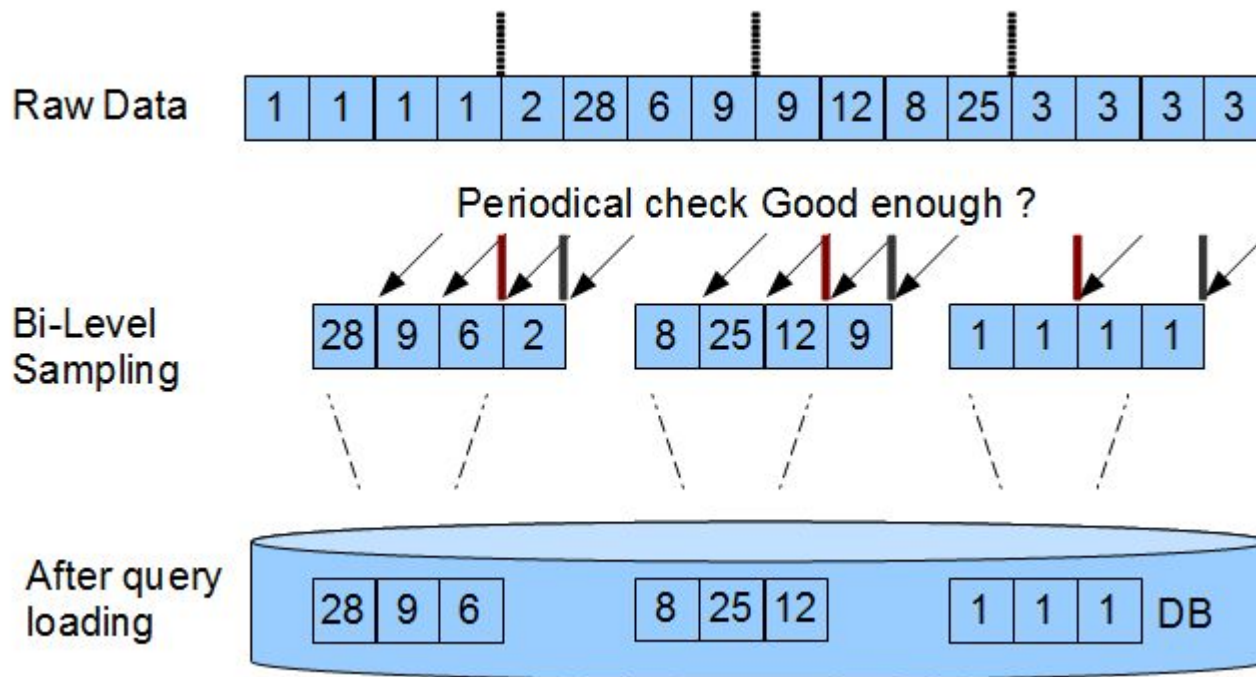 Raw Data 1 1 1 1 2 28 6 9 9 12 8 25 3 3 3 3
Periodical check Good enough ?
Bi-Level
Sampling
28 9 6 2 8 25 12 9 1 1 1 1
After query
loading
28 9 6 8 25 12 1 1 1 DB